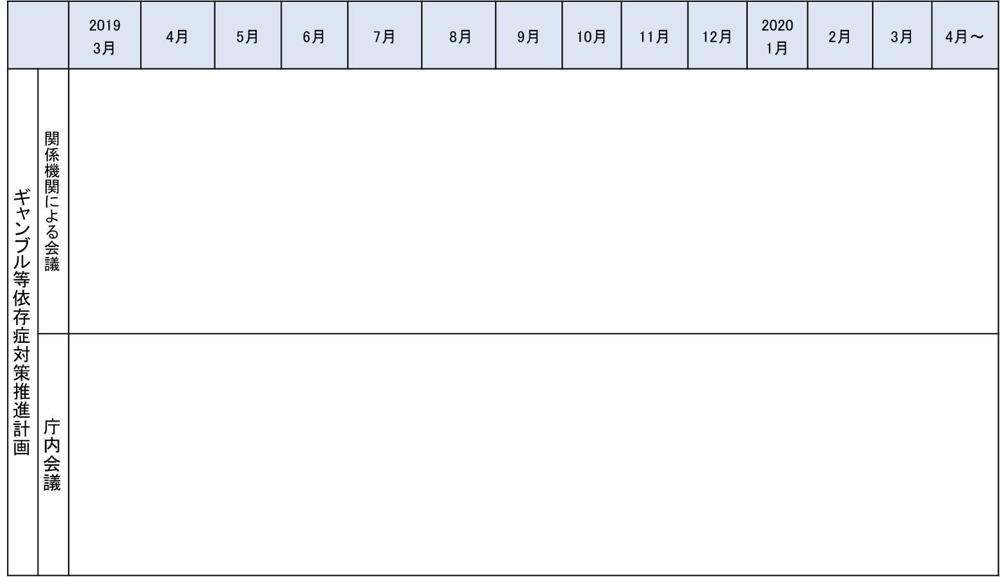 2019
3月
4月
5月
6月
7月
8月
9月
10月
11月
12月
2020
1月
2月
3月
4月～
ギャンブル等依存症対策推進計画
関係機関による会議
庁内会議